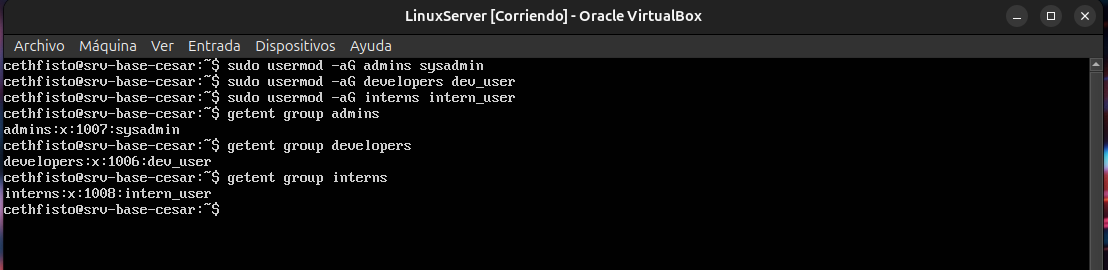 LinuxServer [Corriendo] - Oracle VirtualBox
Archivo Máquina Ver Entrada Dispositivos Ayuda
cethfisto@srv-base-cesar:~$ sudo usermod -aG admins sysadmin
cethfisto@srv-base-cesar:~$ sudo usermod -aG developers dev_user
cethfisto@srv-base-cesar:~$ sudo usermod -aG interns intern_user
cethfisto@srv-base-cesar:~$ getent group admins
admins:x:1007:sysadmin
cethfisto@srv-base-cesar:~$ getent group developers
developers:x:1006:dev_user
cethfisto@srv-base-cesar:~$ getent group interns
interns:x:1008:intern_user
cethfisto@srv-base-cesar:~$